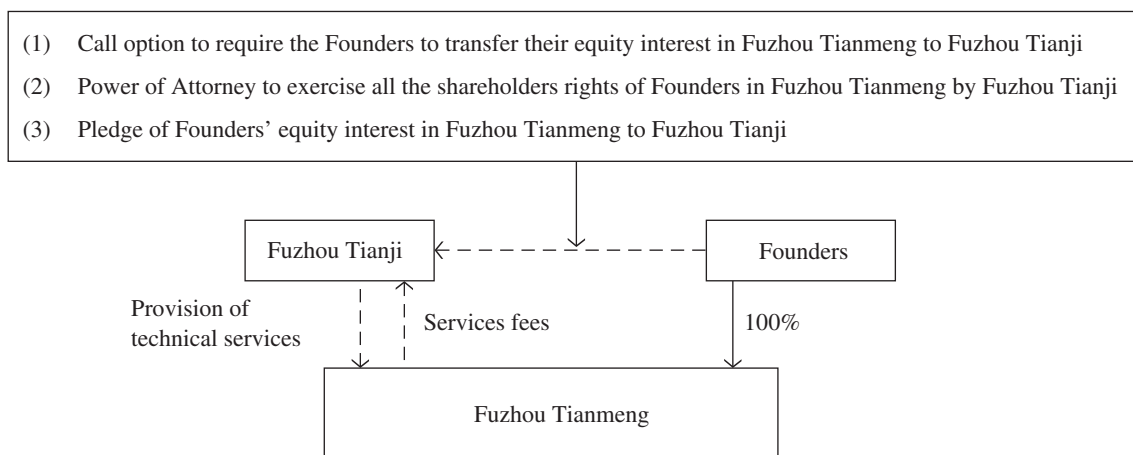 (1) Call option to require the Founders to transfer their equity interest in Fuzhou Tianmeng to Fuzhou Tianji
(2) Power of Attorney to exercise all the shareholders rights of Founders in Fuzhou Tianmeng by Fuzhou Tianji
(3) Pledge of Founders' equity interest in Fuzhou Tianmeng to Fuzhou Tianji
Fuzhou Tianji
Founders
Provision of
technical services
Services fees
100%
Fuzhou Tianmeng